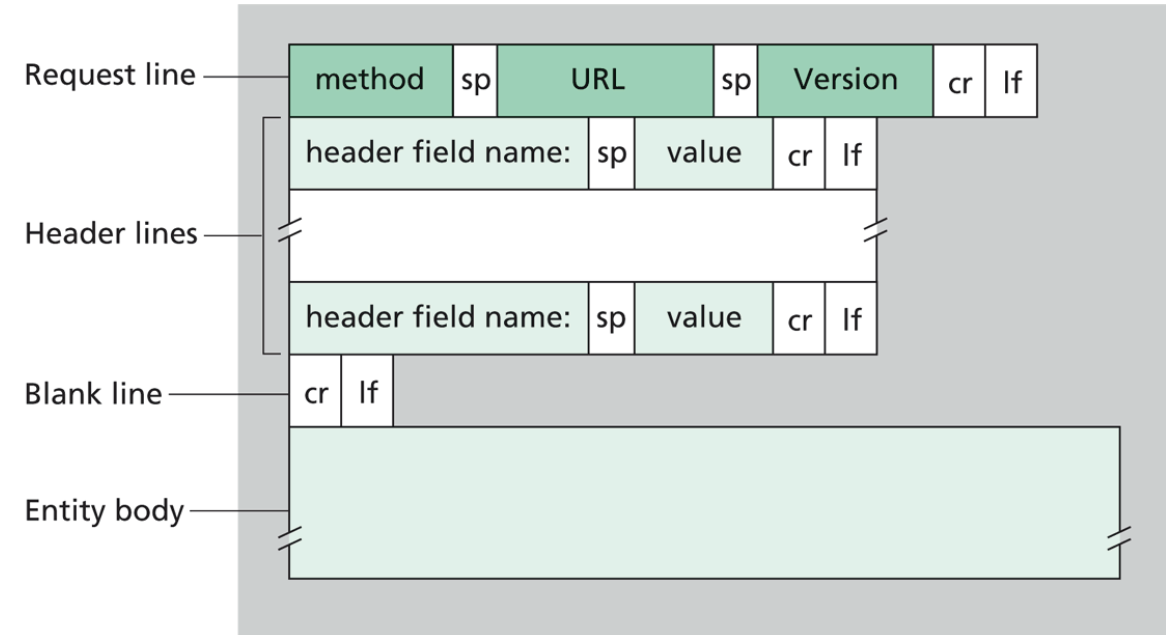 Request line method sp URL sp Version cr lf
header field name: sp value cr lf
Header lines
header field name: sp value cr lf
Blank line cr lf
Entity body